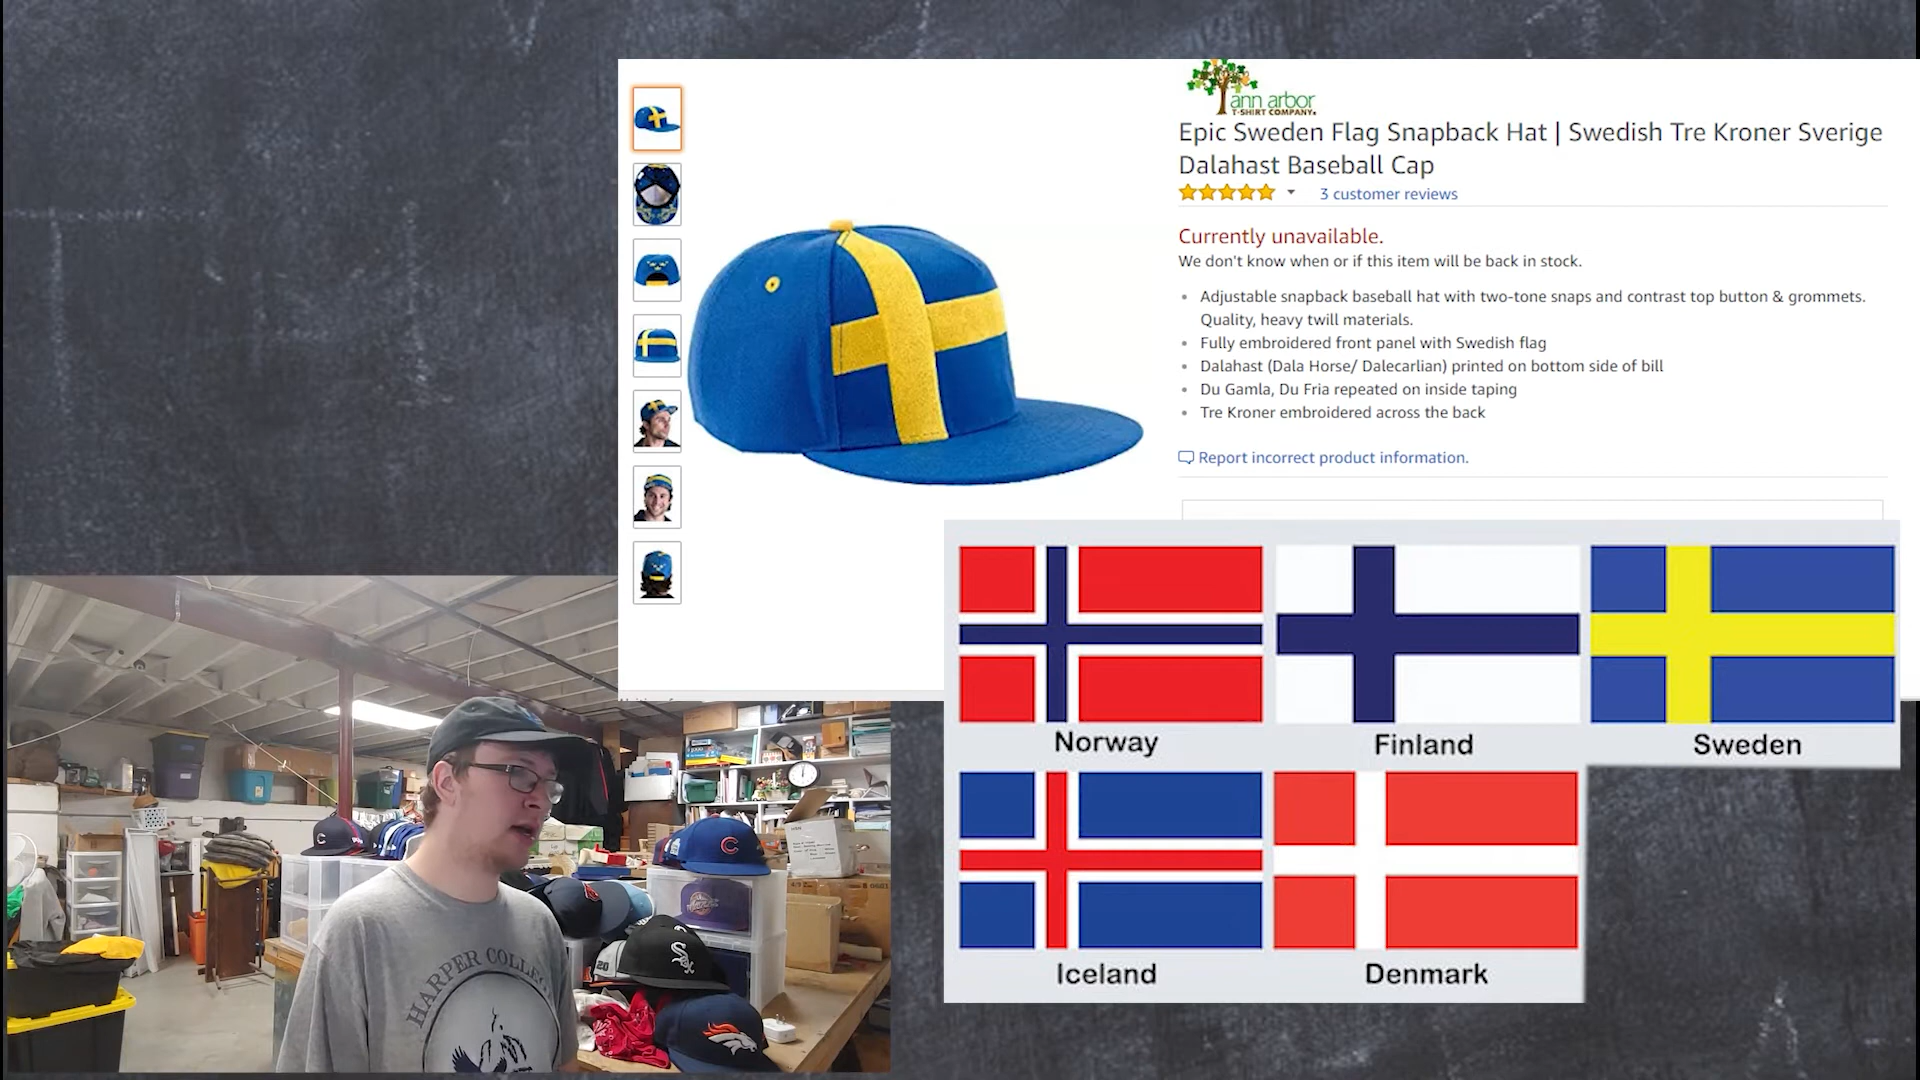 ann arbor
T-SHIRT COMPANY.
Epic Sweden Flag Snapback Hat | Swedish Tre Kroner Sverige
Dalahast Baseball Cap
3 customer reviews
Currently unavailable.
We don't know when or if this item will be back in stock.
Adjustable snapback baseball hat with two-tone snaps and contrast top button & grommets.
Quality, heavy twill materials.
Fully embroidered front panel with Swedish flag
Dalahast (Dala Horse/ Dalecarlian) printed on bottom side of bill
Du Gamla, Du Fria repeated on inside taping
Tre Kroner embroidered across the back
Report incorrect product information.
Norway
Finland
Sweden
Iceland
Denmark
HARPER COLLEG
C
C
Sox
20